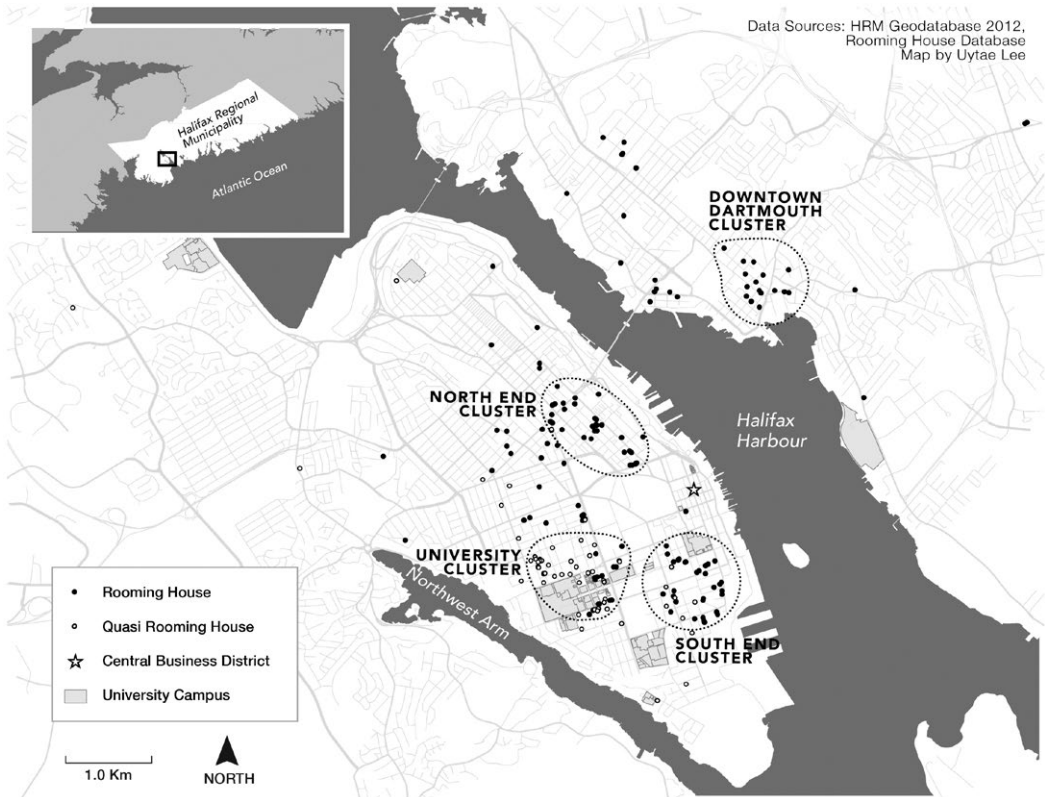 Data Sources: HRM Geodatabase 2012,
Rooming House Database
Map by Uytae Lee
Halifax Regional
Municipality
Atlantic Ocean
DOWNTOWN
DARTMOUTH
CLUSTER
NORTH END
CLUSTER
Halifax
Harbour
UNIVERSITY
CLUSTER
Northwest Arm
SOUTH END
CLUSTER
Rooming House
Quasi Rooming House
Central Business District
University Campus
1.0 Km
NORTH